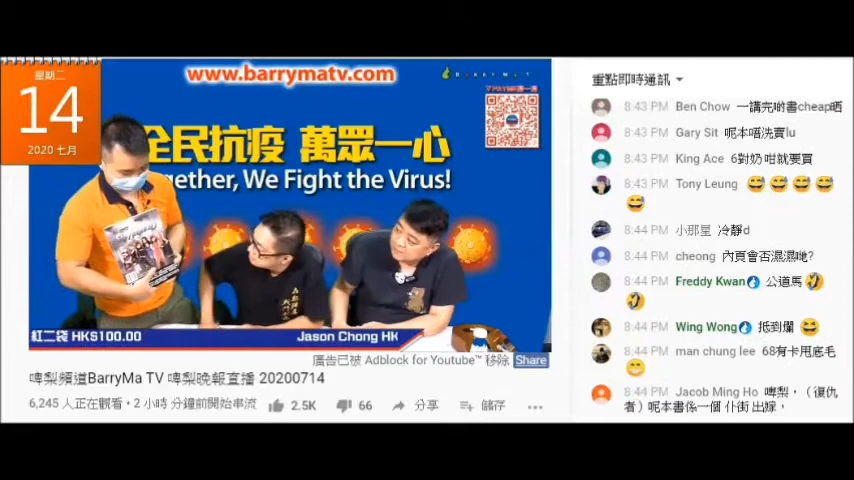 星期二
14
2020 七月
www.barrymatv.com
BARRYMAT
全民抗疫 萬眾一心
gether, We Fight the Virus!
紅二袋 HK$100.00
Jason Chong HK
廣告已被 Adblock for Youtube™ 移除
Share
啤梨頻道BarryMa TV 啤梨晚報直播 20200714
6,245 人正在觀看・2 小時 分鐘前開始串流
2.5K
66
分享
儲存
重點即時通訊
8:43 PM Ben Chow 一講完啲書cheap哂
8:43 PM Gary Sit 呢本唔洗賣lu
8:43 PM King Ace 6對奶 咁就要買
8:43 PM Tony Leung 😅😅😅😅
😅
8:44 PM 小那星 冷靜d
8:44 PM cheong 內頁會否濕濕哋?
8:44 PM Freddy Kwan 公道馬🤣
🤣
8:44 PM Wing Wong 抵到爛 😆
8:44 PM man chung lee 68有卡甩底毛
😁
8:44 PM Jacob Ming Ho 啤梨，（復仇
者）呢本書係一個 仆街 出嫁，